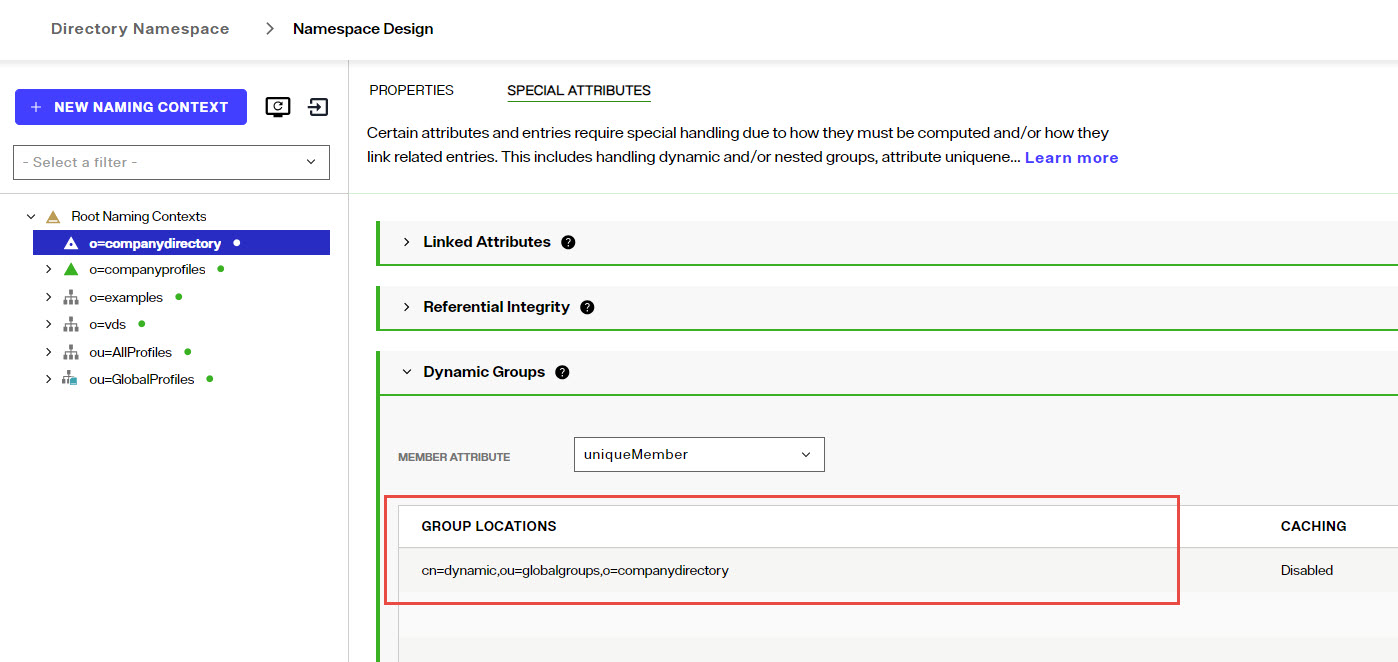 Directory Namespace > Namespace Design
+ NEW NAMING CONTEXT
- Select a filter -
Root Naming Contexts
o=companydirectory
o=companyprofiles
o=examples
o=vds
ou=AllProfiles
ou=GlobalProfiles
PROPERTIES SPECIAL ATTRIBUTES
Certain attributes and entries require special handling due to how they must be computed and/or how they
link related entries. This includes handling dynamic and/or nested groups, attribute uniquene... Learn more
Linked Attributes ?
Referential Integrity ?
Dynamic Groups ?
MEMBER ATTRIBUTE uniqueMember
GROUP LOCATIONS CACHING
cn=dynamic,ou=globalgroups,o=companydirectory Disabled